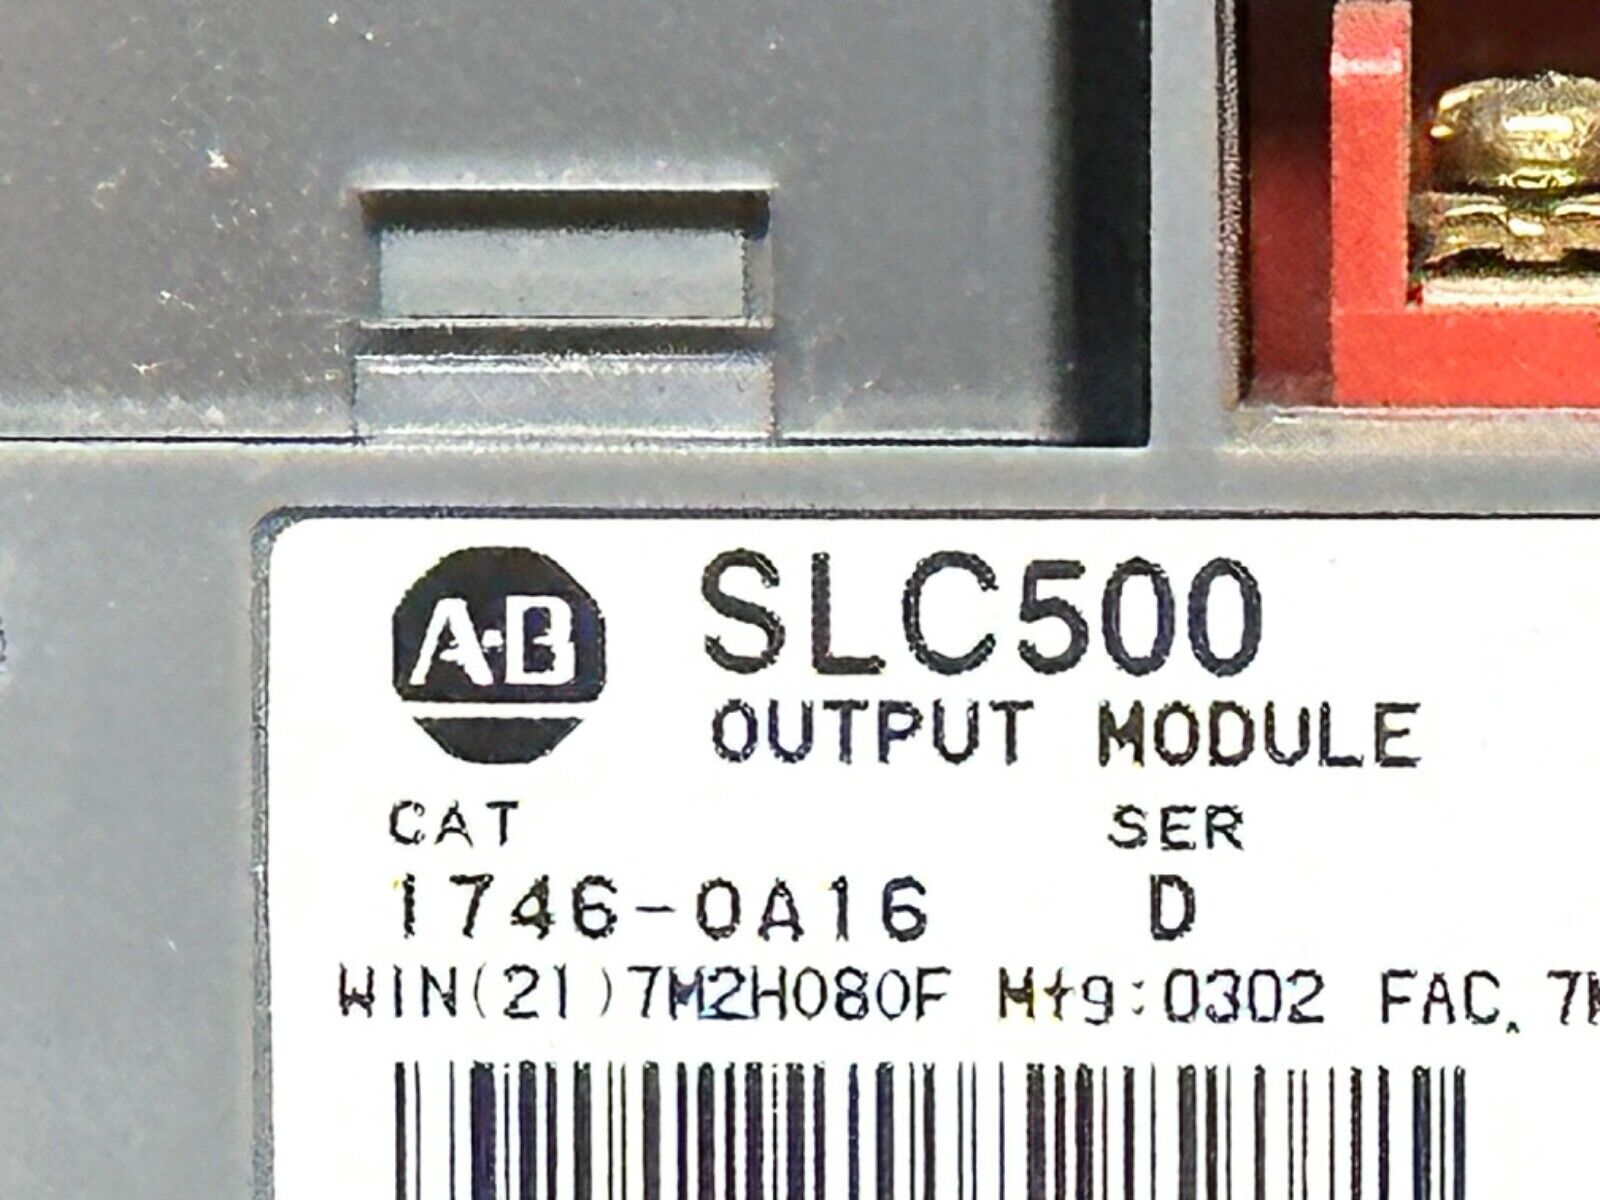 A-B SLC500
OUTPUT MODULE
CAT SER
1746-OA16 D
WIN(21)7M2H080F Mfg:0302 FAC.